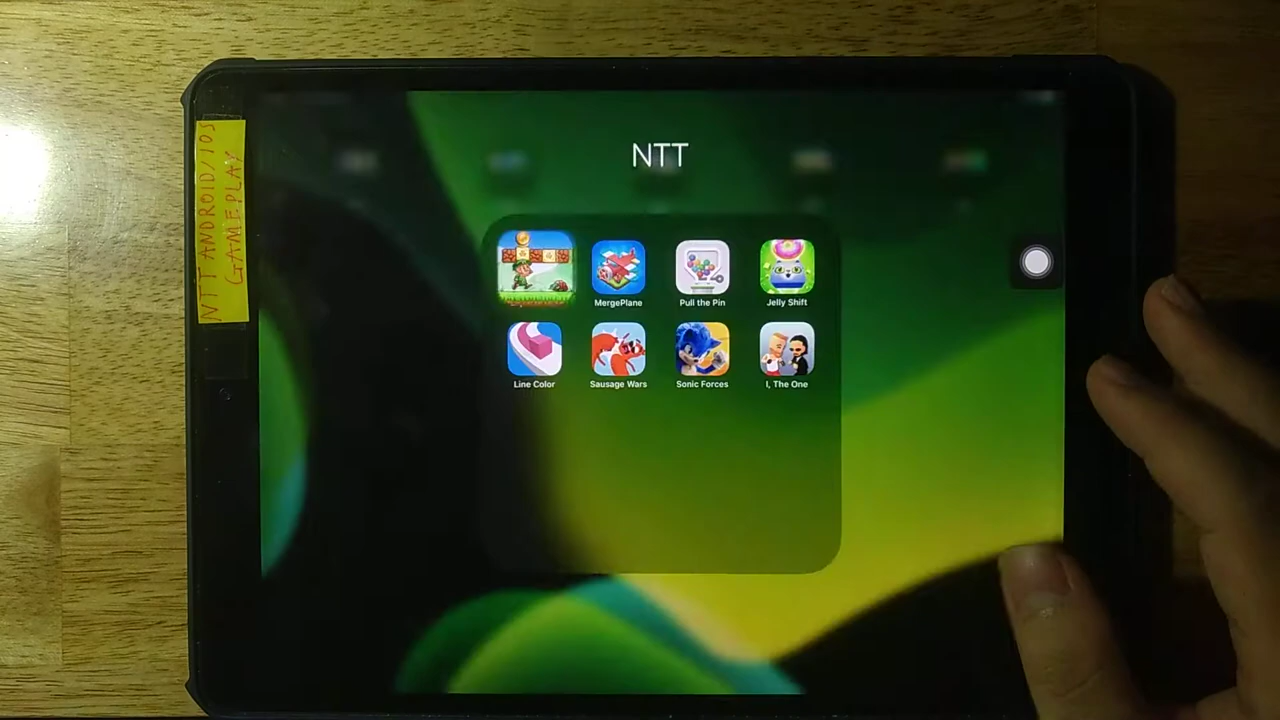 NTT ANDROID/IOS
GAMEPLAY
NTT
MergePlane
Pull the Pin
Jelly Shift
Line Color
Sausage Wars
Sonic Forces
I, The One